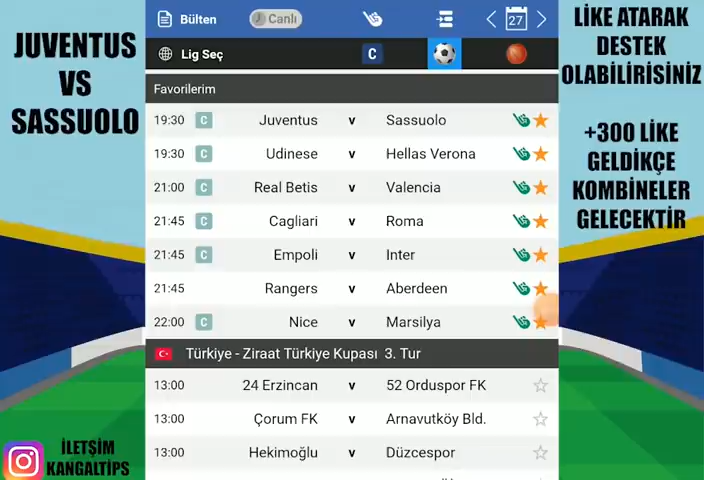 JUVENTUS
VS
SASSUOLO
Bülten
Canlı
27
Lig Seç
C
Favorilerim
19:30 C Juventus v Sassuolo
19:30 C Udinese v Hellas Verona
21:00 C Real Betis v Valencia
21:45 C Cagliari v Roma
21:45 C Empoli v Inter
21:45 Rangers v Aberdeen
22:00 C Nice v Marsilya
Türkiye - Ziraat Türkiye Kupası 3. Tur
13:00 24 Erzincan v 52 Orduspor FK
13:00 Çorum FK v Arnavutköy Bld.
13:00 Hekimoğlu v Düzcespor
LİKE ATARAK
DESTEK
OLABİLİRİSİNİZ
+300 LİKE
GELDİKÇE
KOMBİNELER
GELECEKTİR
İLETŞİM
KANGALTİPS